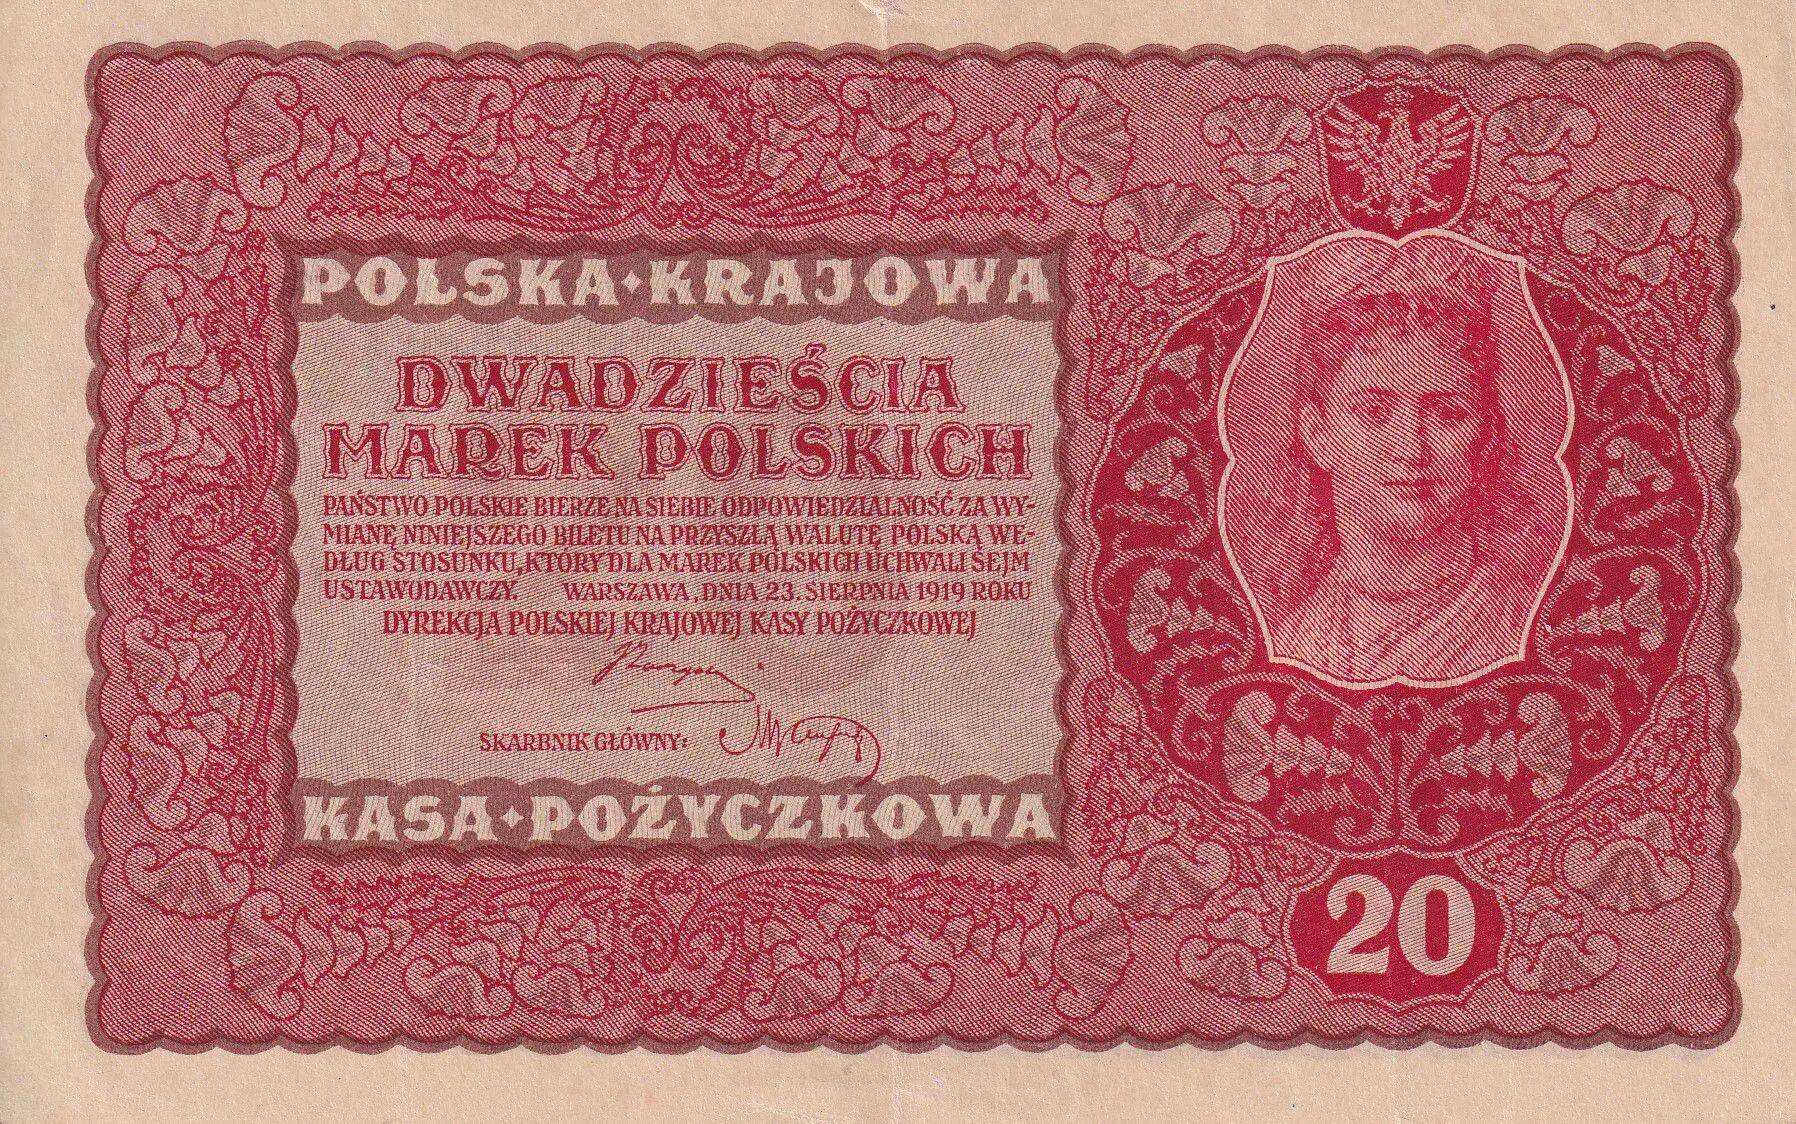 POLSKA·KRAJOWA
DWADZIEŚCIA
MAREK POLSKICH
PAŃSTWO POLSKIE BIERZE NA SIEBIE ODPOWIEDZIALNOŚĆ ZA WY-
MIANĘ NINIEJSZEGO BILETU NA PRZYSZŁĄ WALUTĘ POLSKĄ WE-
DŁUG STOSUNKU, KTÓRY DLA MAREK POLSKICH UCHWALI SEJM
USTAWODAWCZY. WARSZAWA, DNIA 23. SIERPNIA 1919 ROKU
DYREKCJA POLSKIEJ KRAJOWEJ KASY POŻYCZKOWEJ
SKARBNIK GŁÓWNY:
KASA·POŻYCZKOWA
20